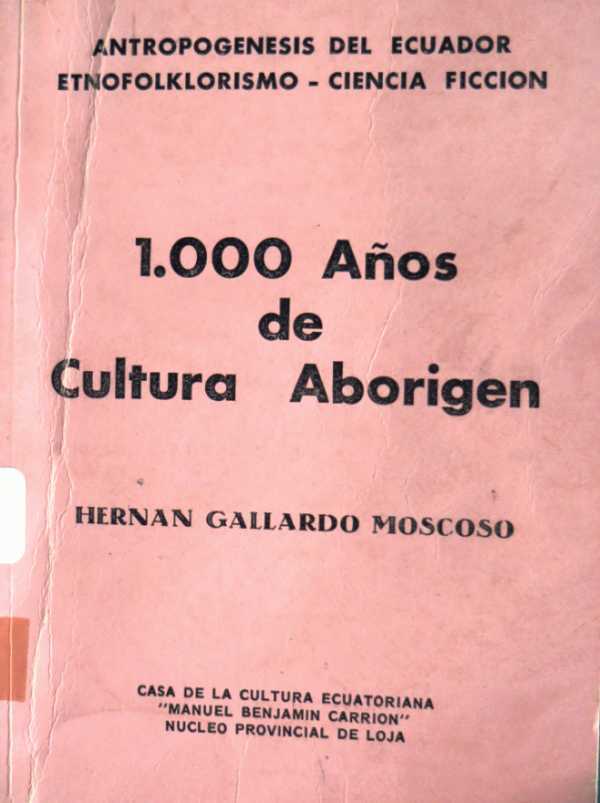 ANTROPOGENESIS DEL ECUADOR
ETNOFOLKLORISMO - CIENCIA FICCION
1.000 Años
de
Cultura Aborigen
HERNAN GALLARDO MOSCOSO
CASA DE LA CULTURA ECUATORIANA
"MANUEL BENJAMIN CARRION"
NUCLEO PROVINCIAL DE LOJA